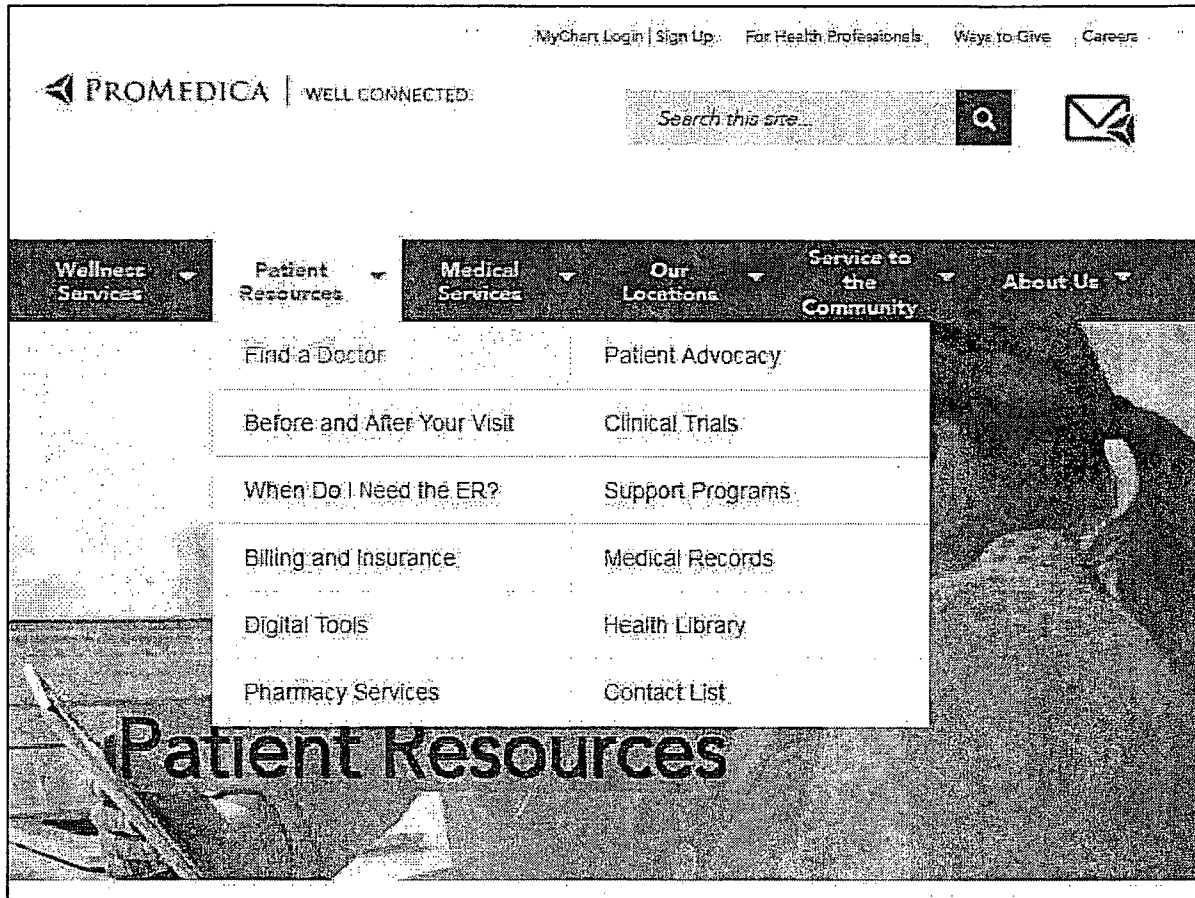 MyChart Login | Sign Up For Health Professionals Ways to Give Careers
PROMEDICA | WELL CONNECTED.
Search this site...
Wellness
Services
Patient
Resources
Medical
Services
Our
Locations
Service to
the
Community
About Us
Find a Doctor Patient Advocacy
Before and After Your Visit Clinical Trials
When Do I Need the ER? Support Programs
Billing and Insurance Medical Records
Digital Tools Health Library
Pharmacy Services Contact List
Patient Resources